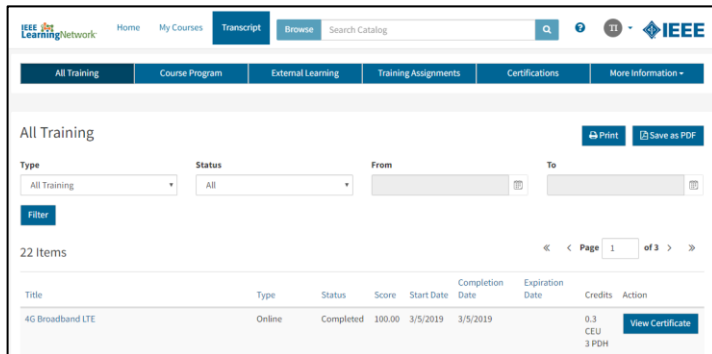 IEEE
LearningNetwork
Home My Courses Transcript Browse Search Catalog TI IEEE
All Training Course Program External Learning Training Assignments Certifications More Information
All Training
Print Save as PDF
Type Status From To
All Training All
Filter
22 Items
« < Page 1 of 3 > »
Title Type Status Score Start Date Completion Date Expiration Date Credits Action
4G Broadband LTE Online Completed 100.00 3/5/2019 3/5/2019 0.3 CEU 3 PDH View Certificate